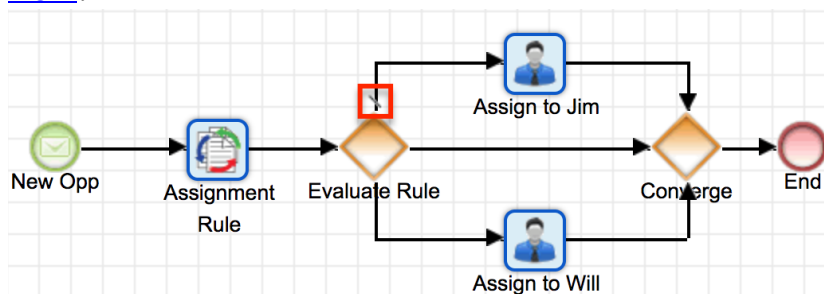 Assign to Jim
New Opp
Assignment
Rule
Evaluate Rule
Converge
End
Assign to Will